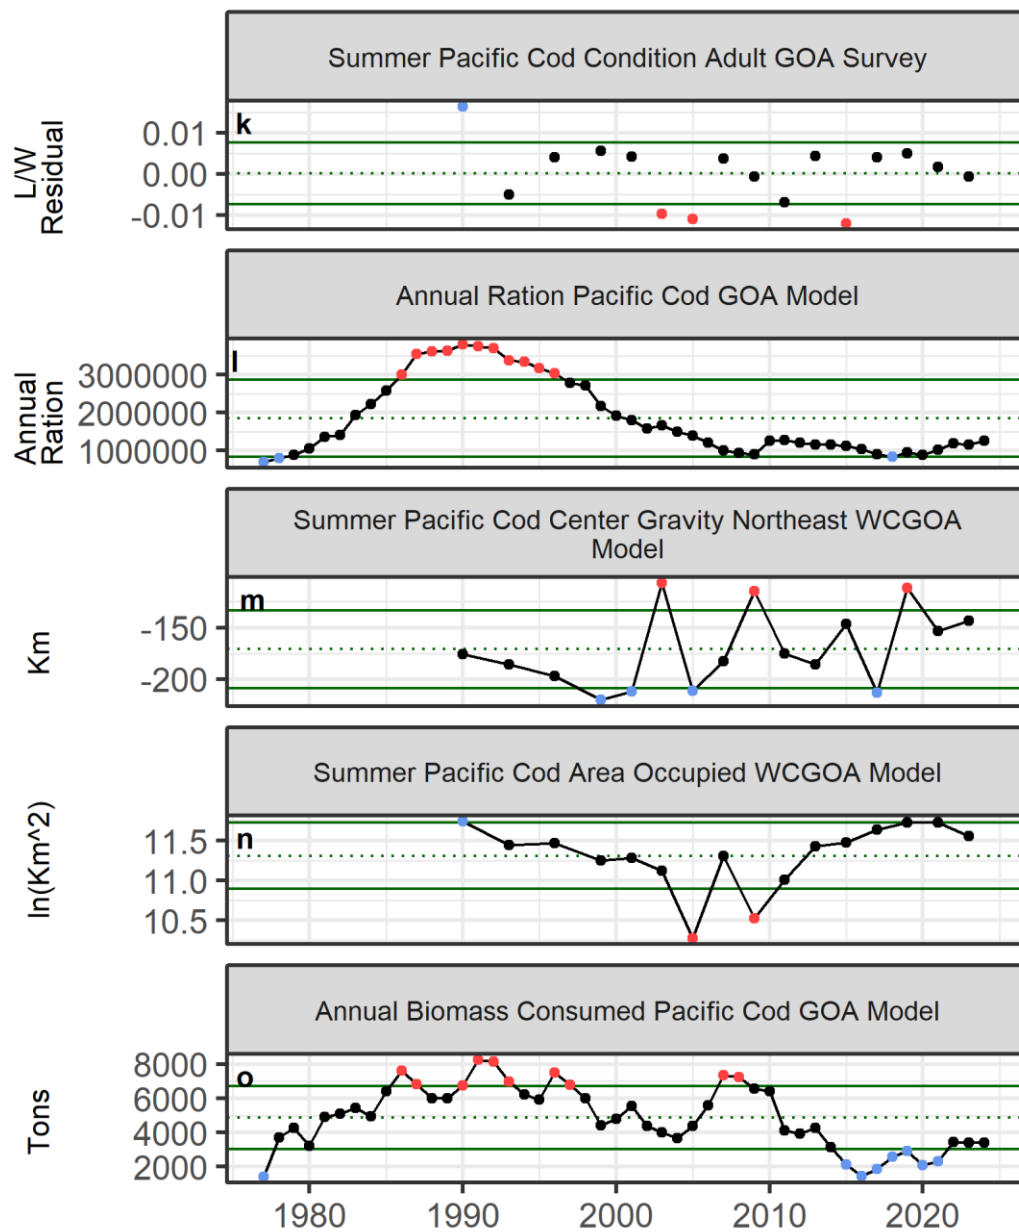 Summer Pacific Cod Condition Adult GOA Survey
k
L/W
Residual
0.01
0.00
-0.01
Annual Ration Pacific Cod GOA Model
l
Annual
Ration
3000000
2000000
1000000
Summer Pacific Cod Center Gravity Northeast WCGOA
Model
m
Km
-150
-200
Summer Pacific Cod Area Occupied WCGOA Model
n
ln(Km^2)
11.5
11.0
10.5
Annual Biomass Consumed Pacific Cod GOA Model
o
Tons
8000
6000
4000
2000
1980 1990 2000 2010 2020